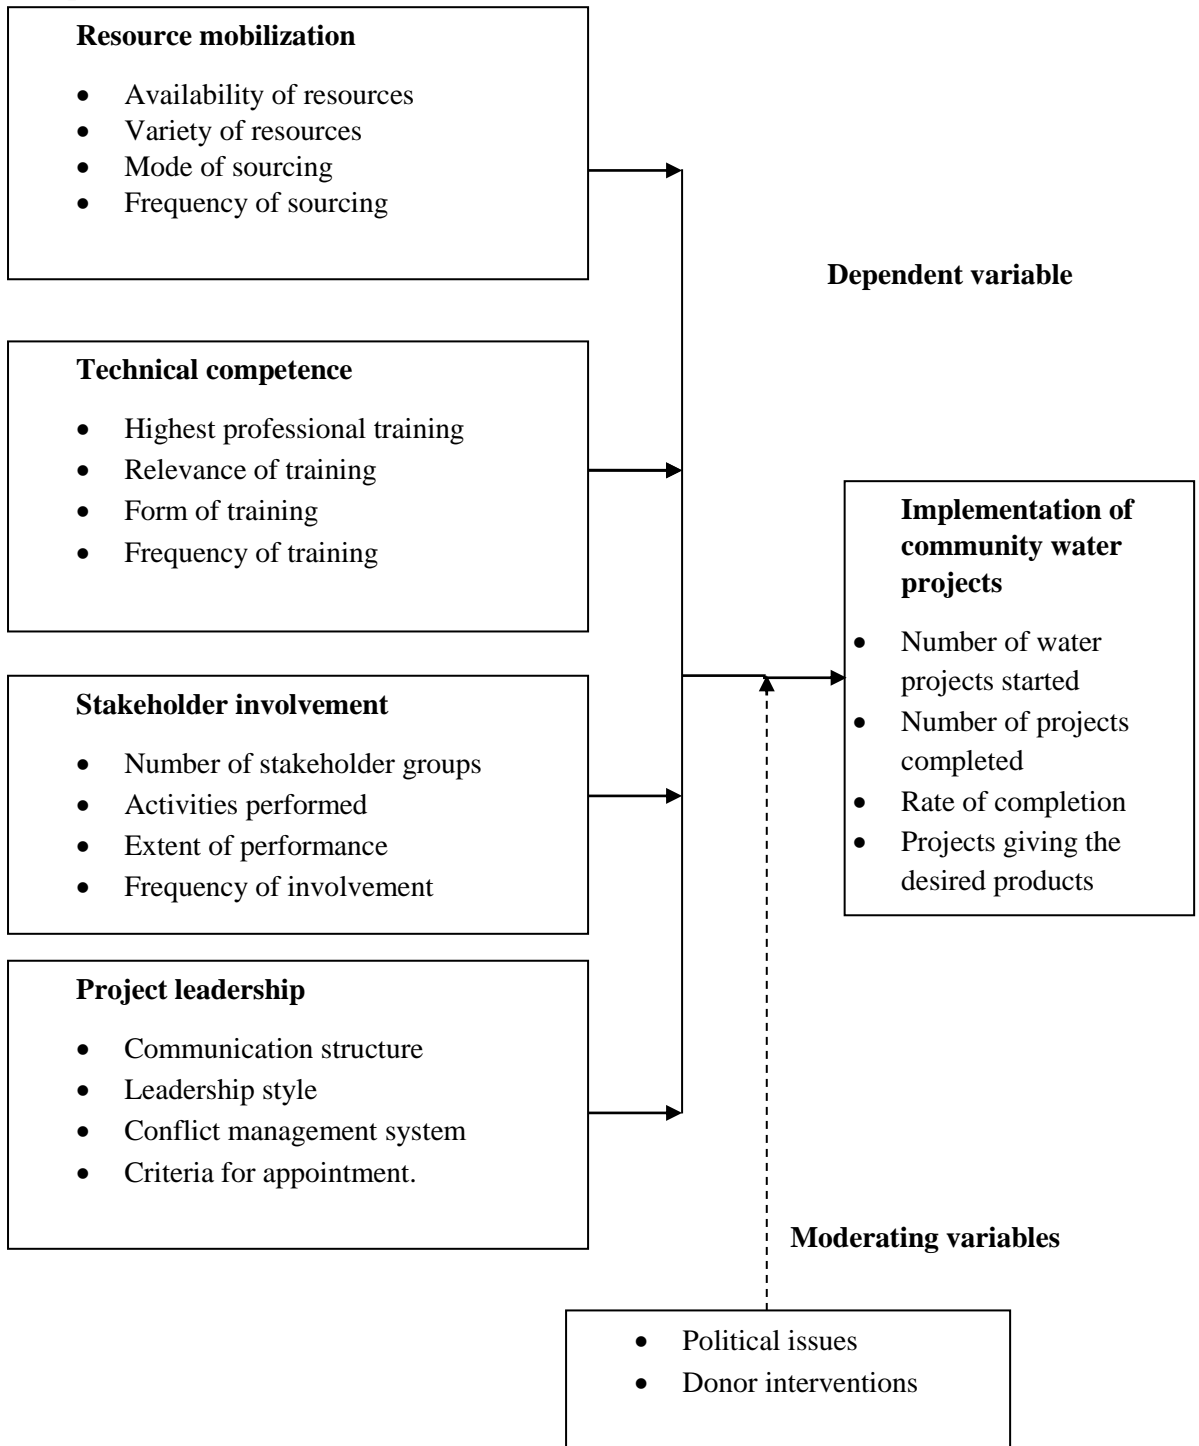 Resource mobilization
• Availability of resources
• Variety of resources
• Mode of sourcing
• Frequency of sourcing
Dependent variable
Technical competence
• Highest professional training
• Relevance of training
• Form of training
• Frequency of training
Implementation of
community water
projects
• Number of water
projects started
• Number of projects
completed
• Rate of completion
• Projects giving the
desired products
Stakeholder involvement
• Number of stakeholder groups
• Activities performed
• Extent of performance
• Frequency of involvement
Project leadership
• Communication structure
• Leadership style
• Conflict management system
• Criteria for appointment.
Moderating variables
• Political issues
• Donor interventions